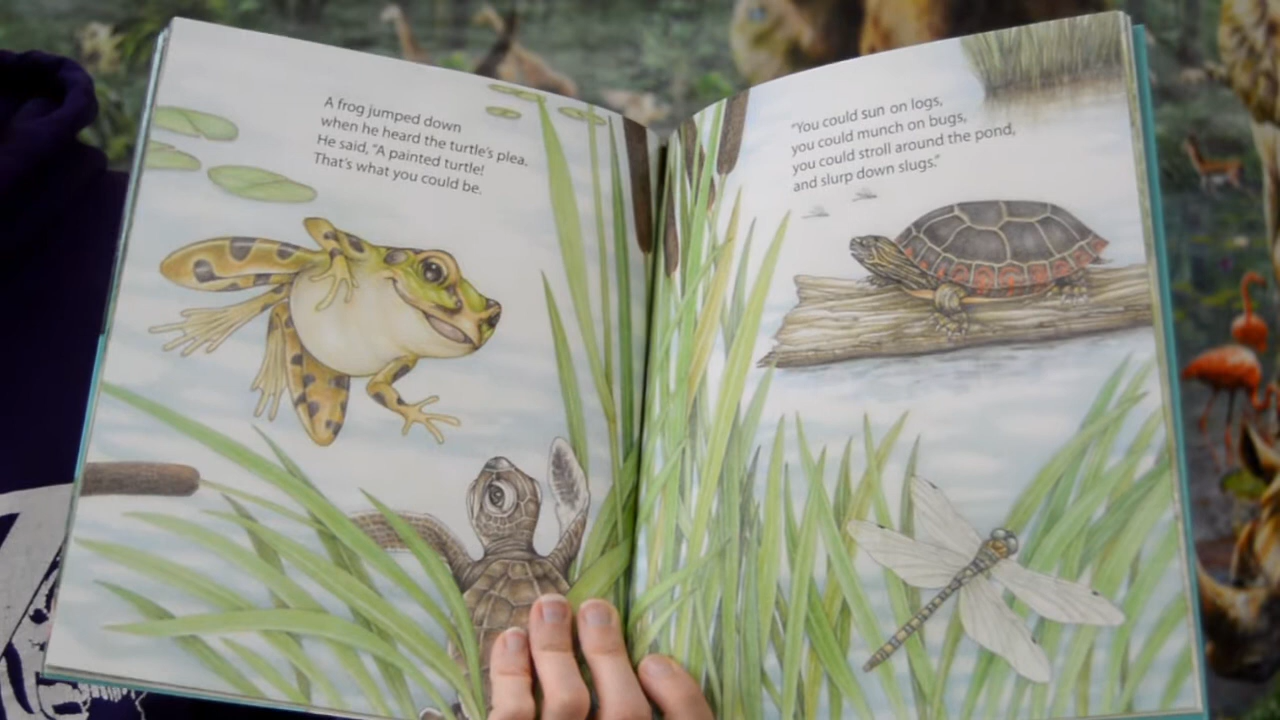 A frog jumped down
when he heard the turtle's plea.
He said, "A painted turtle!
That's what you could be.
"You could sun on logs,
you could munch on bugs,
you could stroll around the pond,
and slurp down slugs."